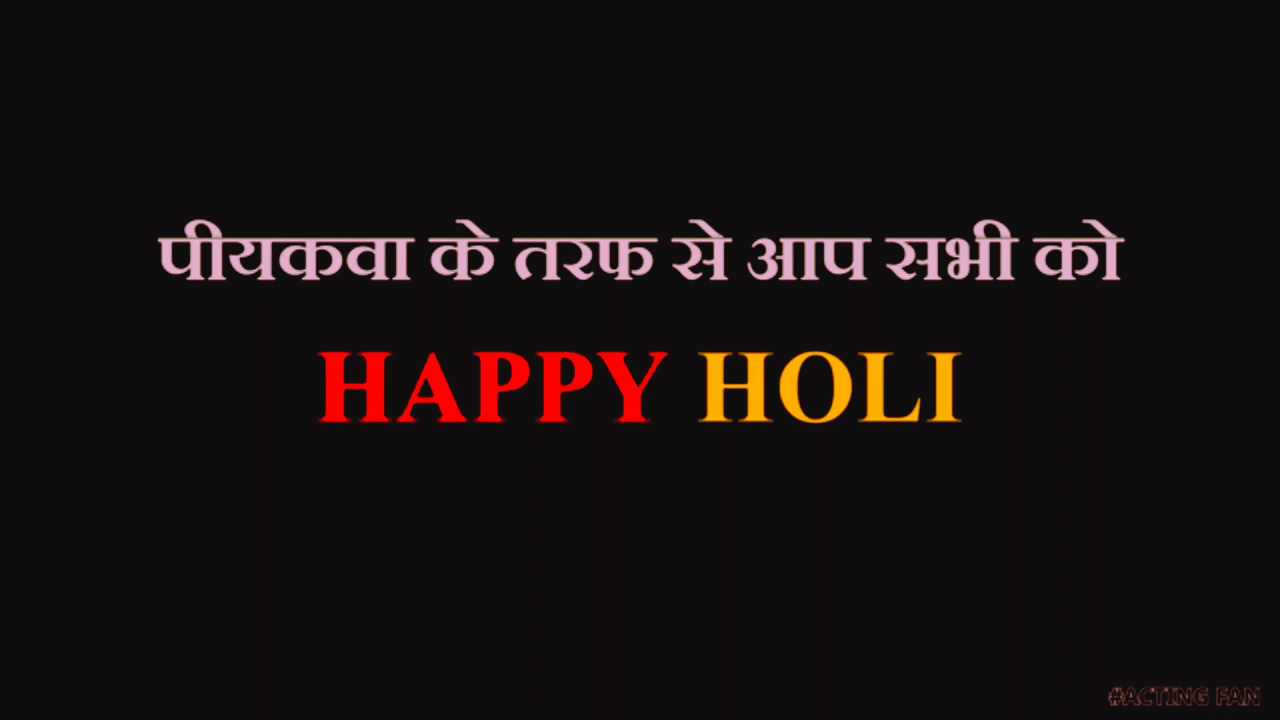 पीयकवा के तरफ से आप सभी को
HAPPY HOLI
#ACTING FAN